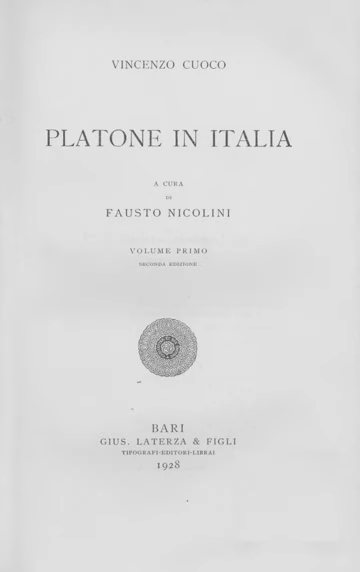 VINCENZO CUOCO
PLATONE IN ITALIA
A CURA
DI
FAUSTO NICOLINI
VOLUME PRIMO
SECONDA EDIZIONE
BARI
GIUS. LATERZA & FIGLI
TIPOGRAFI-EDITORI-LIBRAI
1928